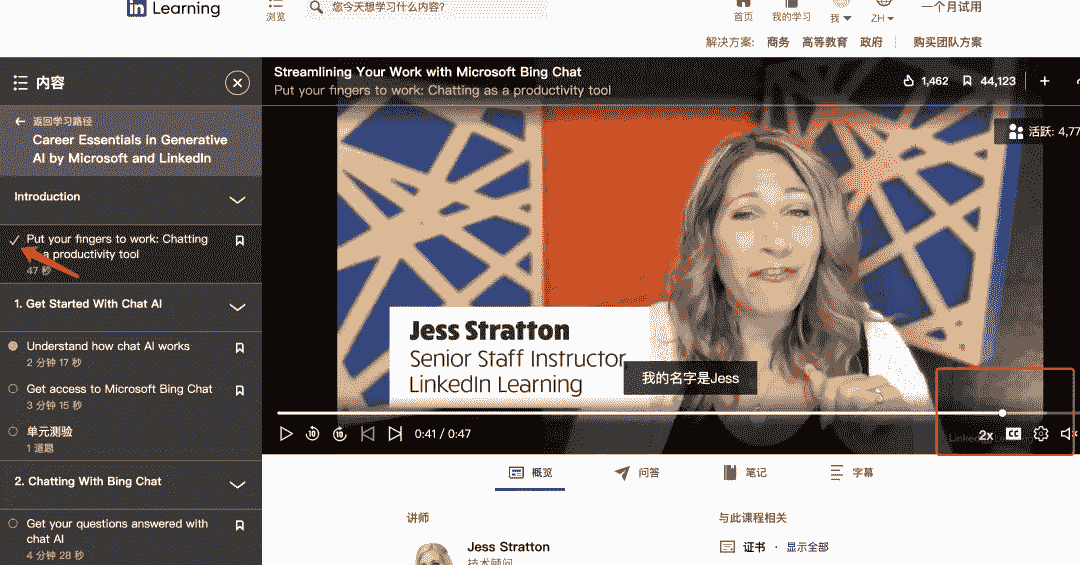 in Learning
浏览
您今天想学习什么内容?
首页
我的学习
我
ZH
一个月试用
解决方案:
商务
高等教育
政府
购买团队方案
内容
返回学习路径
Career Essentials in Generative
AI by Microsoft and LinkedIn
Introduction
Put your fingers to work: Chatting
a productivity tool
47 秒
1. Get Started With Chat AI
Understand how chat AI works
2 分钟 17 秒
Get access to Microsoft Bing Chat
3 分钟 15 秒
单元测验
1 道题
2. Chatting With Bing Chat
Get your questions answered with
chat AI
4 分钟 28 秒
Streamlining Your Work with Microsoft Bing Chat
Put your fingers to work: Chatting as a productivity tool
1,462
44,123
活跃: 4,77
Jess Stratton
Senior Staff Instructor
LinkedIn Learning
我的名字是Jess
10
10
0:41 / 0:47
2x
CC
概览
问答
笔记
字幕
讲师
Jess Stratton
技术顾问
与此课程相关
证书 · 显示全部